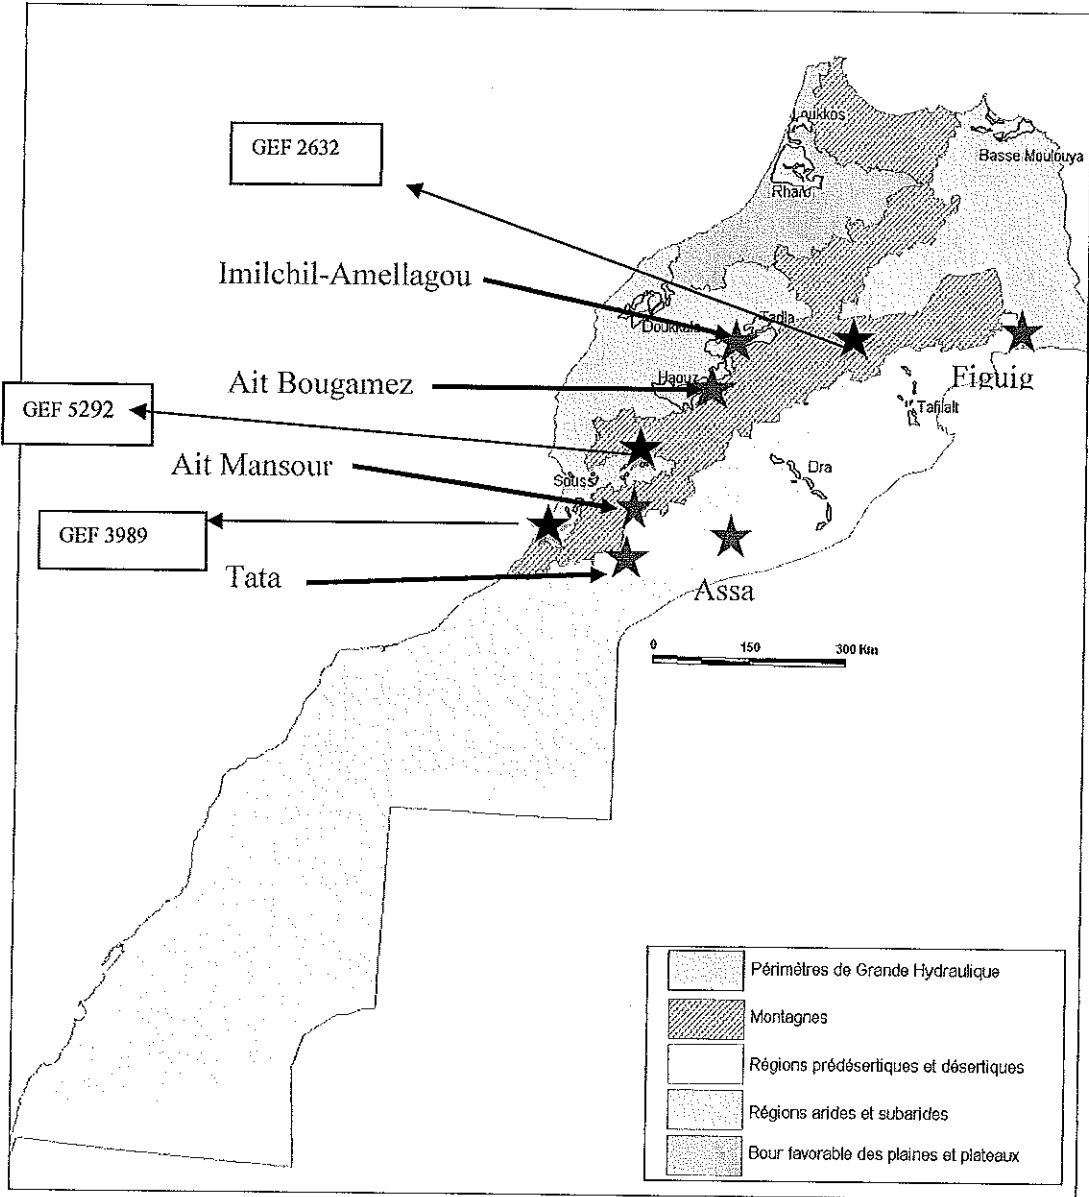 Loukkos
GEF 2632
Basse Moulouya
Rharb
Imilchil-Amellagou
Tadla
Doukkala
Haouz
Ait Bougamez
Figuig
GEF 5292
Tafilalt
Ait Mansour
Dra
Souss
GEF 3989
Tata
Assa
0 150 300 Km
Périmètres de Grande Hydraulique
Montagnes
Régions prédésertiques et désertiques
Régions arides et subarides
Bour favorable des plaines et plateaux